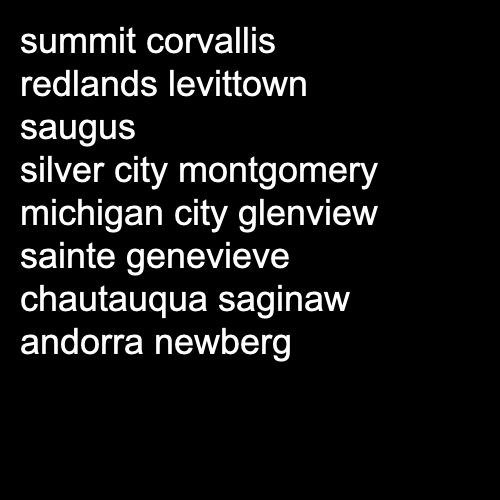 summit corvallis
redlands levittown
saugus
silver city montgomery
michigan city glenview
sainte genevieve
chautauqua saginaw
andorra newberg